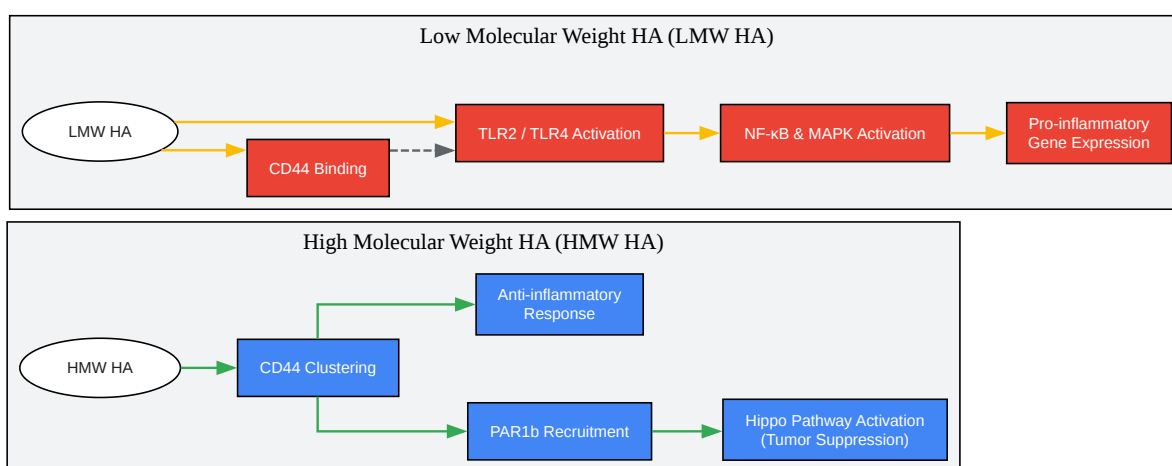 Low Molecular Weight HA (LMW HA)
LMW HA
CD44 Binding
TLR2 / TLR4 Activation
NF-κB & MAPK Activation
Pro-inflammatory
Gene Expression
High Molecular Weight HA (HMW HA)
HMW HA
CD44 Clustering
Anti-inflammatory
Response
PAR1b Recruitment
Hippo Pathway Activation
(Tumor Suppression)